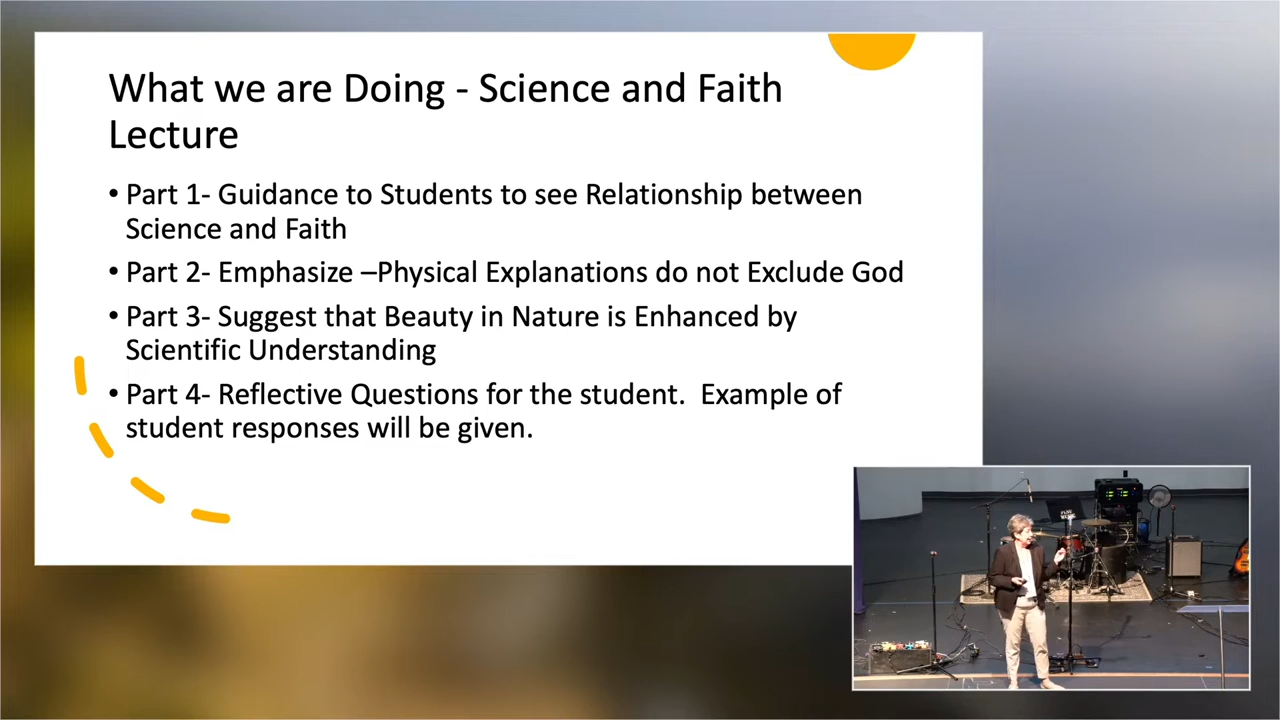 What we are Doing - Science and Faith
Lecture
• Part 1- Guidance to Students to see Relationship between
Science and Faith
• Part 2- Emphasize –Physical Explanations do not Exclude God
• Part 3- Suggest that Beauty in Nature is Enhanced by
Scientific Understanding
• Part 4- Reflective Questions for the student.  Example of
student responses will be given.